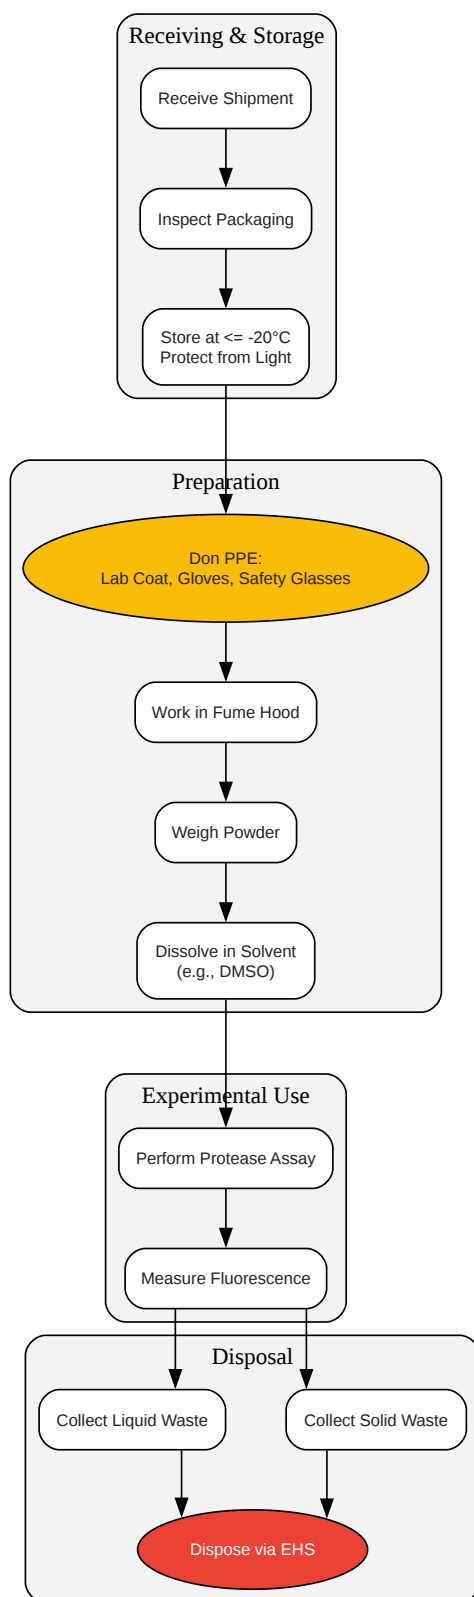 Receiving & Storage
Receive Shipment
Inspect Packaging
Store at <= -20°C
Protect from Light
Preparation
Don PPE:
Lab Coat, Gloves, Safety Glasses
Work in Fume Hood
Weigh Powder
Dissolve in Solvent
(e.g., DMSO)
Experimental Use
Perform Protease Assay
Measure Fluorescence
Disposal
Collect Liquid Waste
Collect Solid Waste
Dispose via EHS